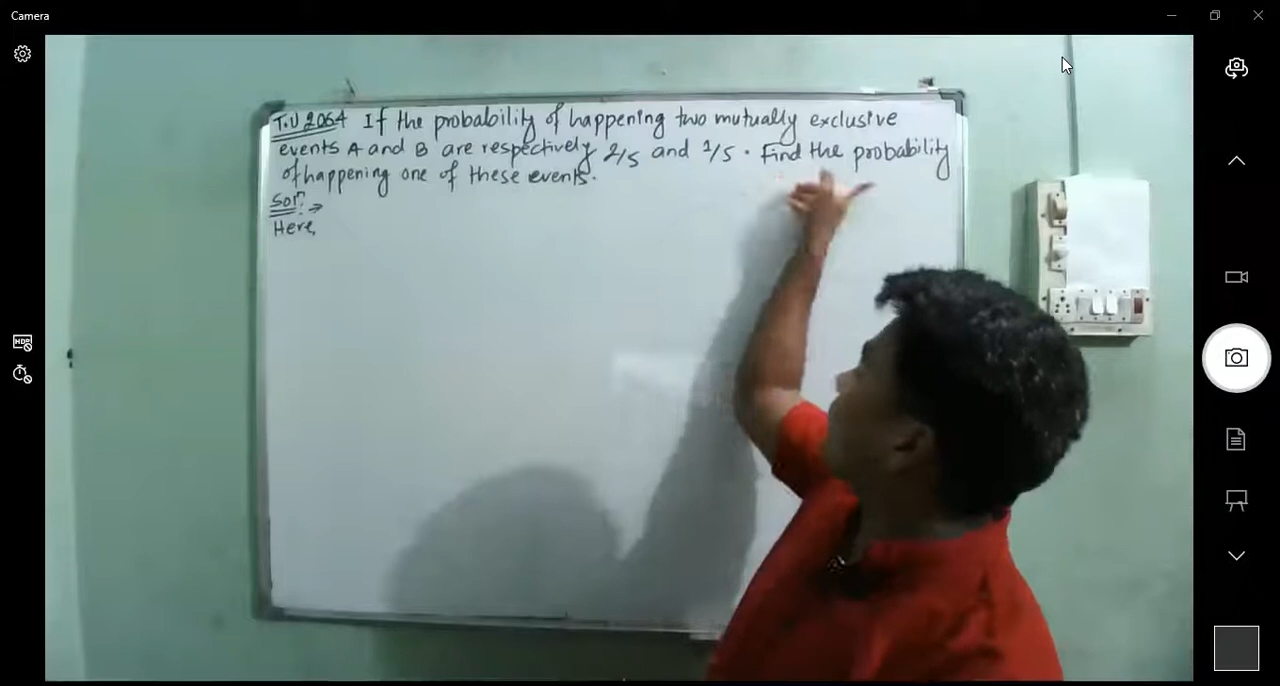 Camera
T.U 2064 If the probability of happening two mutually exclusive
events A and B are respectively 2/5 and 1/5. Find the probability
of happening one of these events.
Solⁿ: →
Here,